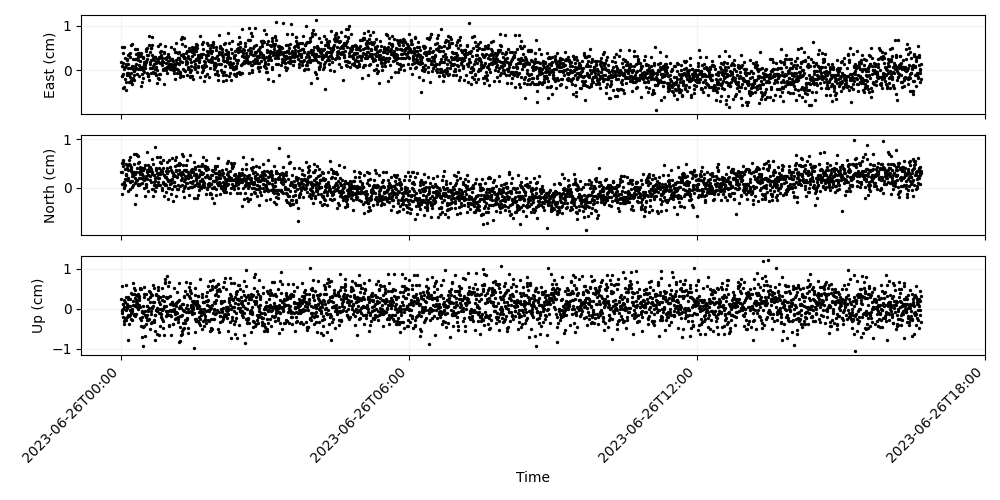 East (cm)
1
0
North (cm)
1
0
Up (cm)
1
0
−1
2023-06-26T00:00
2023-06-26T06:00
2023-06-26T12:00
2023-06-26T18:00
Time